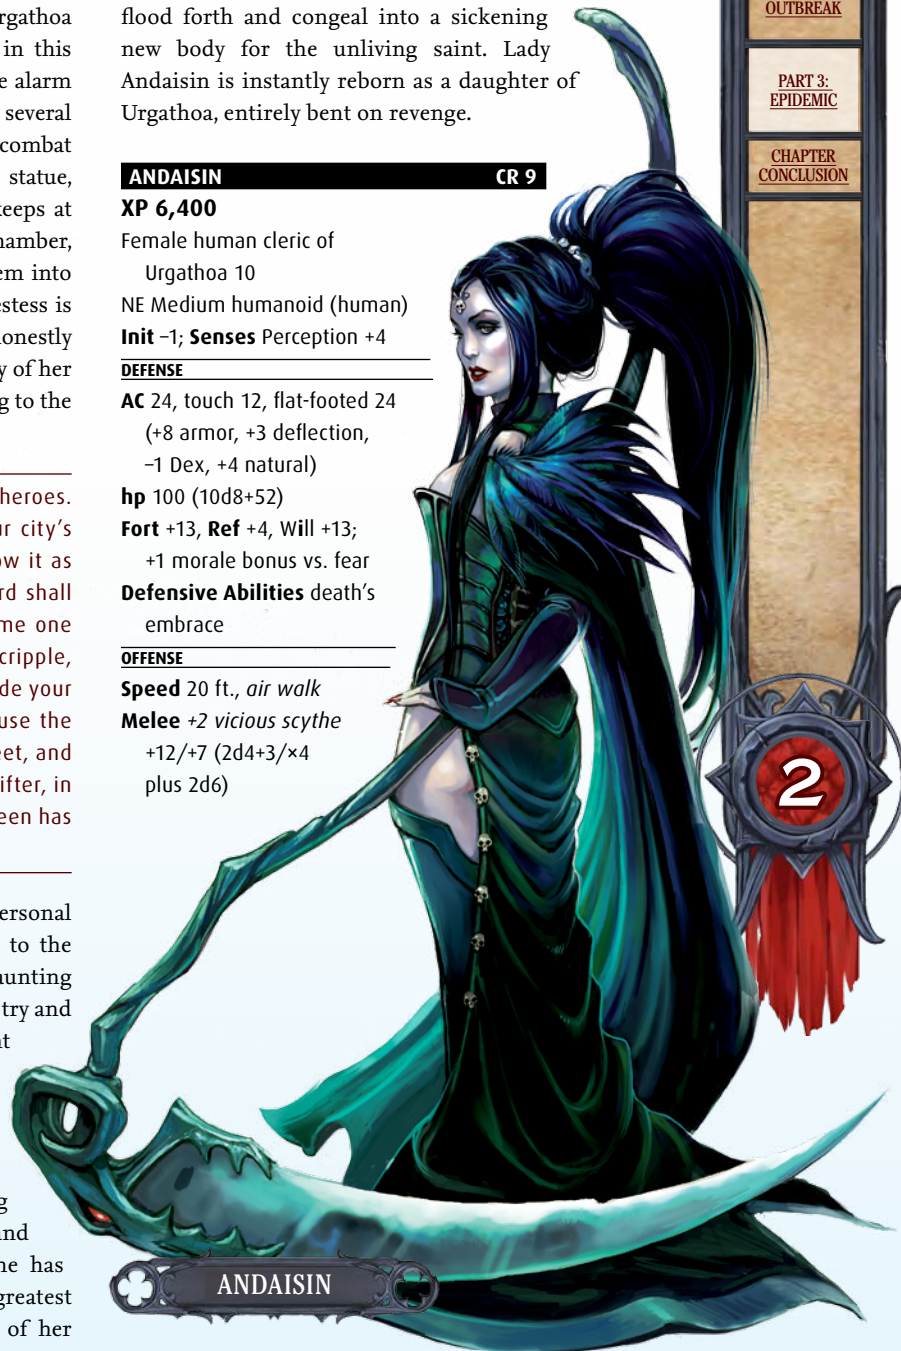 rgathoa
in this
e alarm
several
combat
statue,
keeps at
hamber,
em into
estess is
onestly
y of her
g to the
heroes.
ur city's
ow it as
rd shall
me one
cripple,
de your
use the
eet, and
ifter, in
een has
ersonal
to the
aunting
try and
nt
g
und
ne has
greatest
of her
flood forth and congeal into a sickening
new body for the unliving saint. Lady
Andaisin is instantly reborn as a daughter of
Urgathoa, entirely bent on revenge.
ANDAISIN CR 9
XP 6,400
Female human cleric of
Urgathoa 10
NE Medium humanoid (human)
Init –1; Senses Perception +4
DEFENSE
AC 24, touch 12, flat-footed 24
(+8 armor, +3 deflection,
–1 Dex, +4 natural)
hp 100 (10d8+52)
Fort +13, Ref +4, Will +13;
+1 morale bonus vs. fear
Defensive Abilities death's
embrace
OFFENSE
Speed 20 ft., air walk
Melee +2 vicious scythe
+12/+7 (2d4+3/×4
plus 2d6)
ANDAISIN
OUTBREAK
PART 3:
EPIDEMIC
CHAPTER
CONCLUSION
2